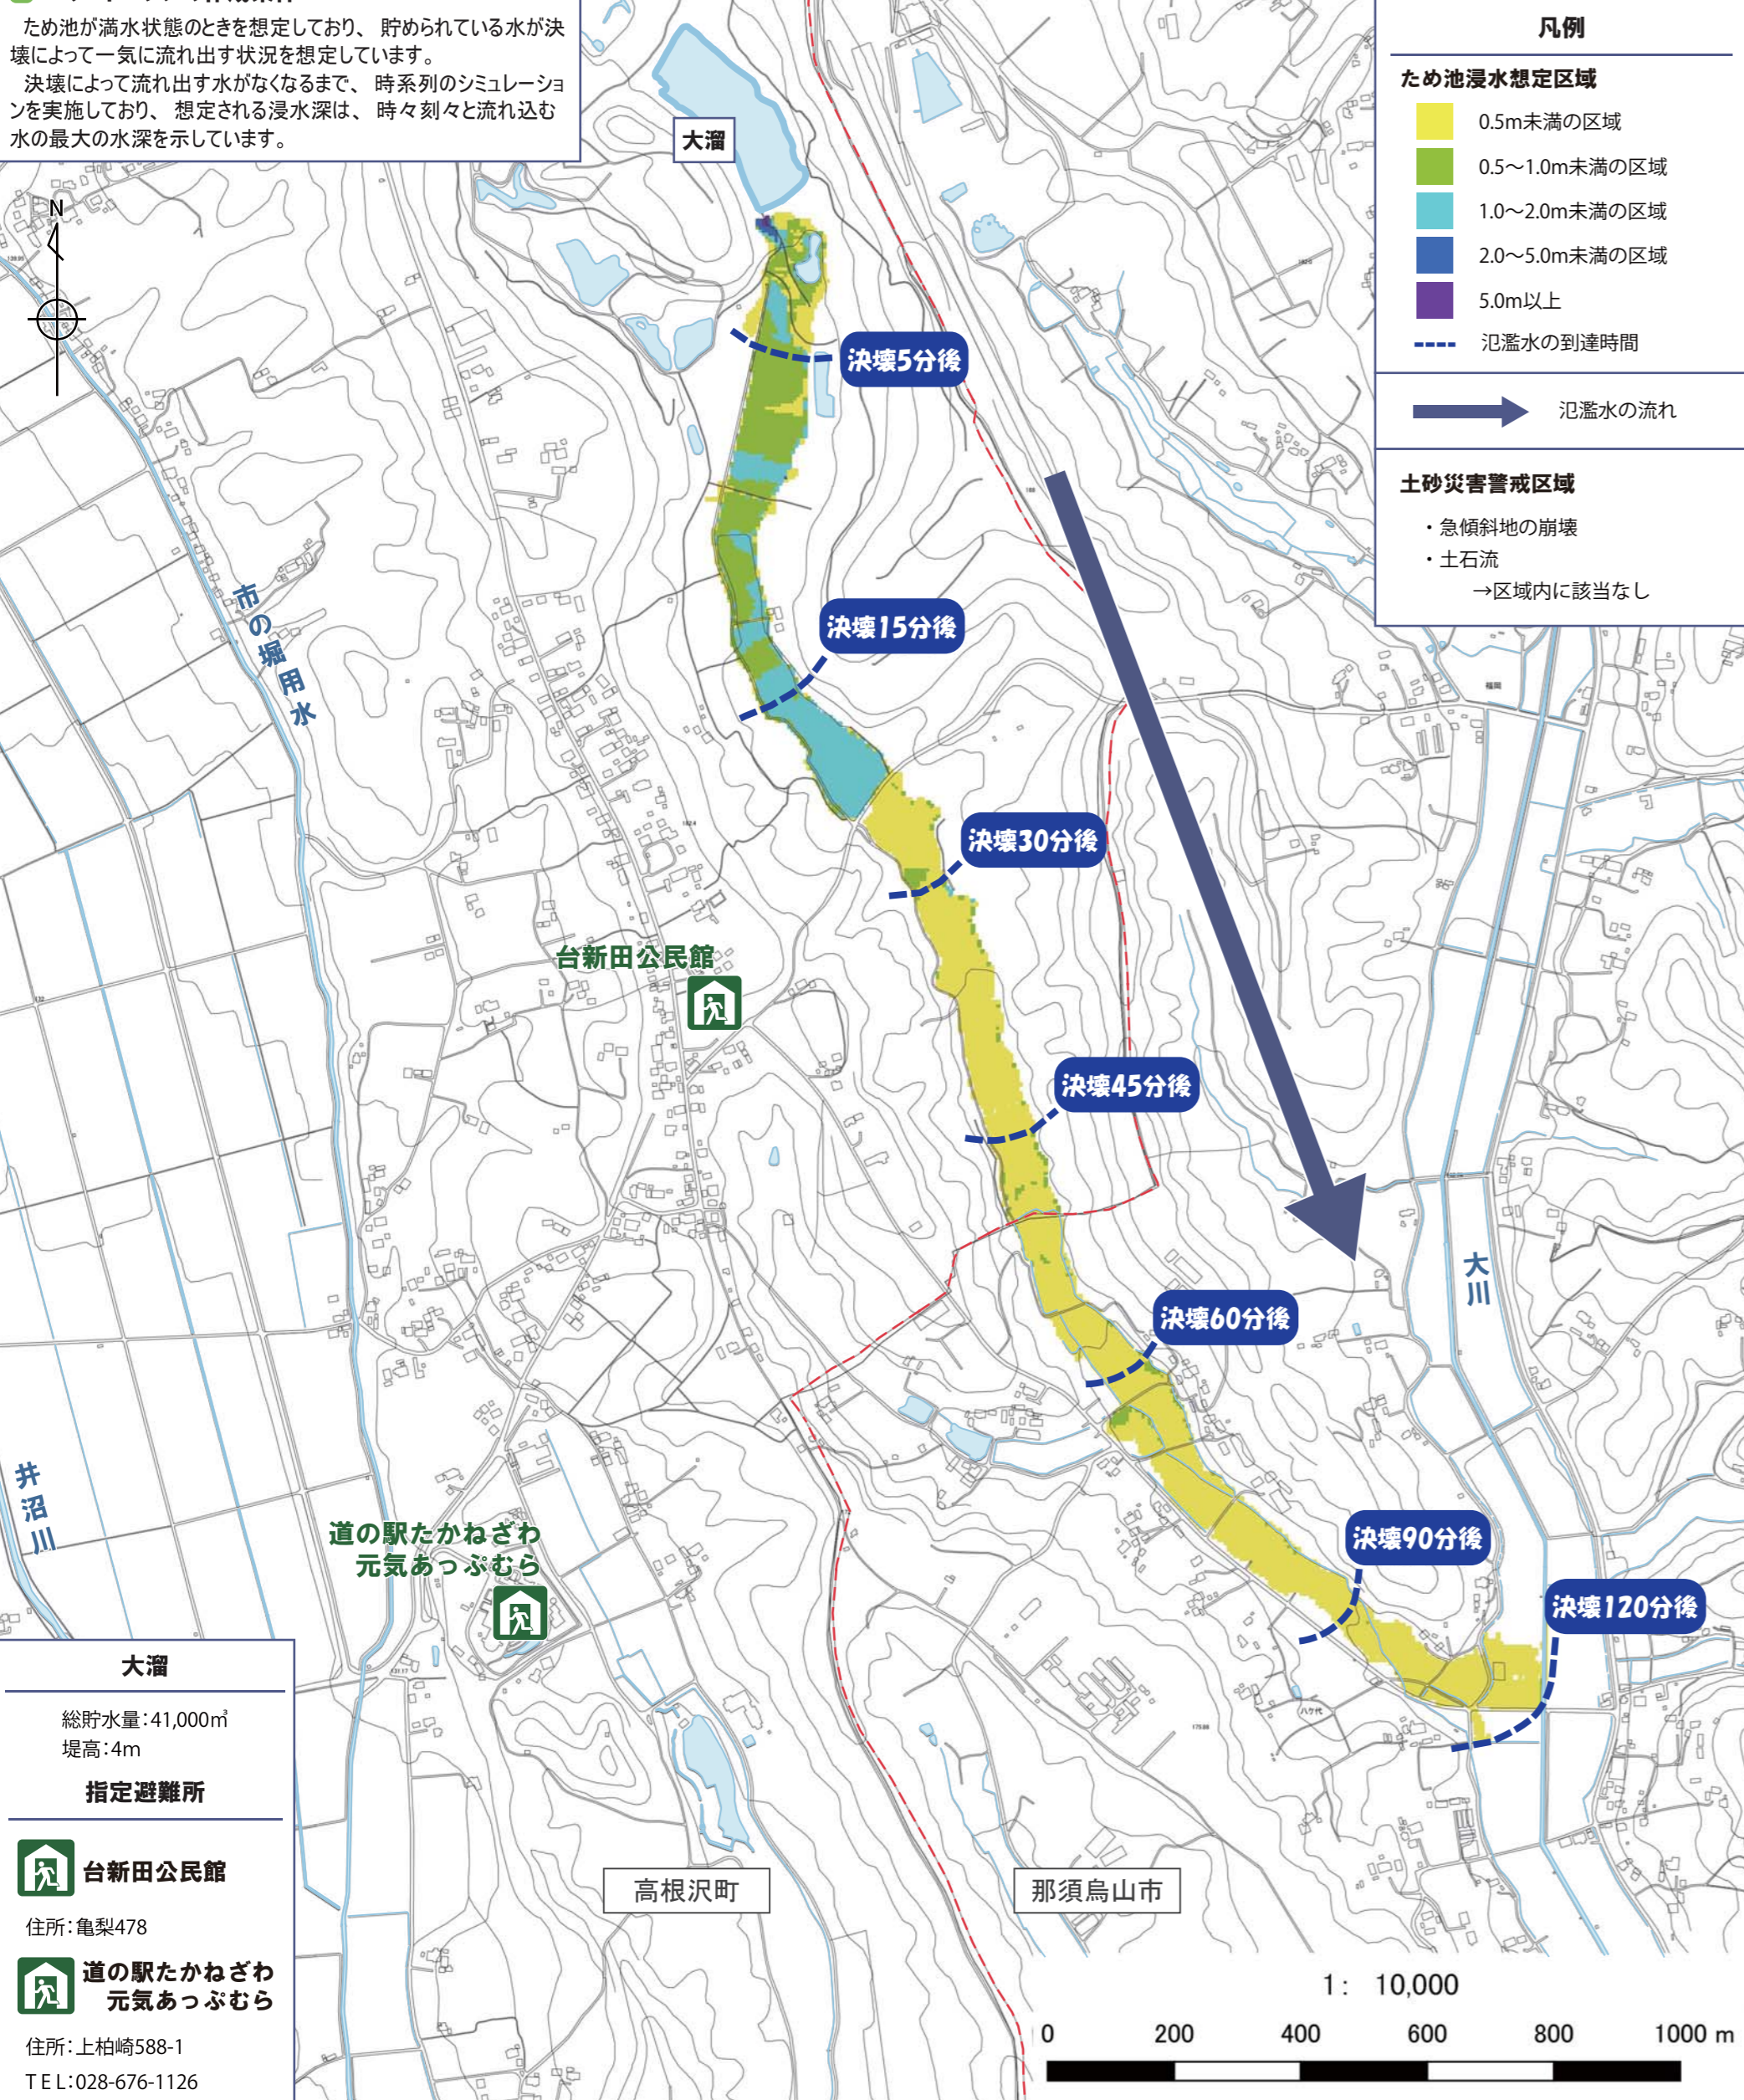 ため池が満水状態のときを想定しており、貯められている水が決
壊によって一気に流れ出す状況を想定しています。
決壊によって流れ出す水がなくなるまで、時系列のシミュレーショ
ンを実施しており、想定される浸水深は、時々刻々と流れ込む
水の最大の水深を示しています。
凡例
ため池浸水想定区域
0.5m未満の区域
0.5～1.0m未満の区域
1.0～2.0m未満の区域
2.0～5.0m未満の区域
5.0m以上
氾濫水の到達時間
氾濫水の流れ
土砂災害警戒区域
・急傾斜地の崩壊
・土石流
→区域内に該当なし
大溜
N
決壊5分後
市の堀用水
決壊15分後
福岡
決壊30分後
台新田公民館
決壊45分後
大川
決壊60分後
井沼川
道の駅たかねざわ
元気あっぷむら
決壊90分後
決壊120分後
八ケ代
大溜
総貯水量：41,000㎥
堤高：4m
指定避難所
台新田公民館
住所：亀梨478
道の駅たかねざわ
元気あっぷむら
住所：上柏崎588-1
TEL：028-676-1126
高根沢町
那須烏山市
1： 10,000
0 200 400 600 800 1000 m